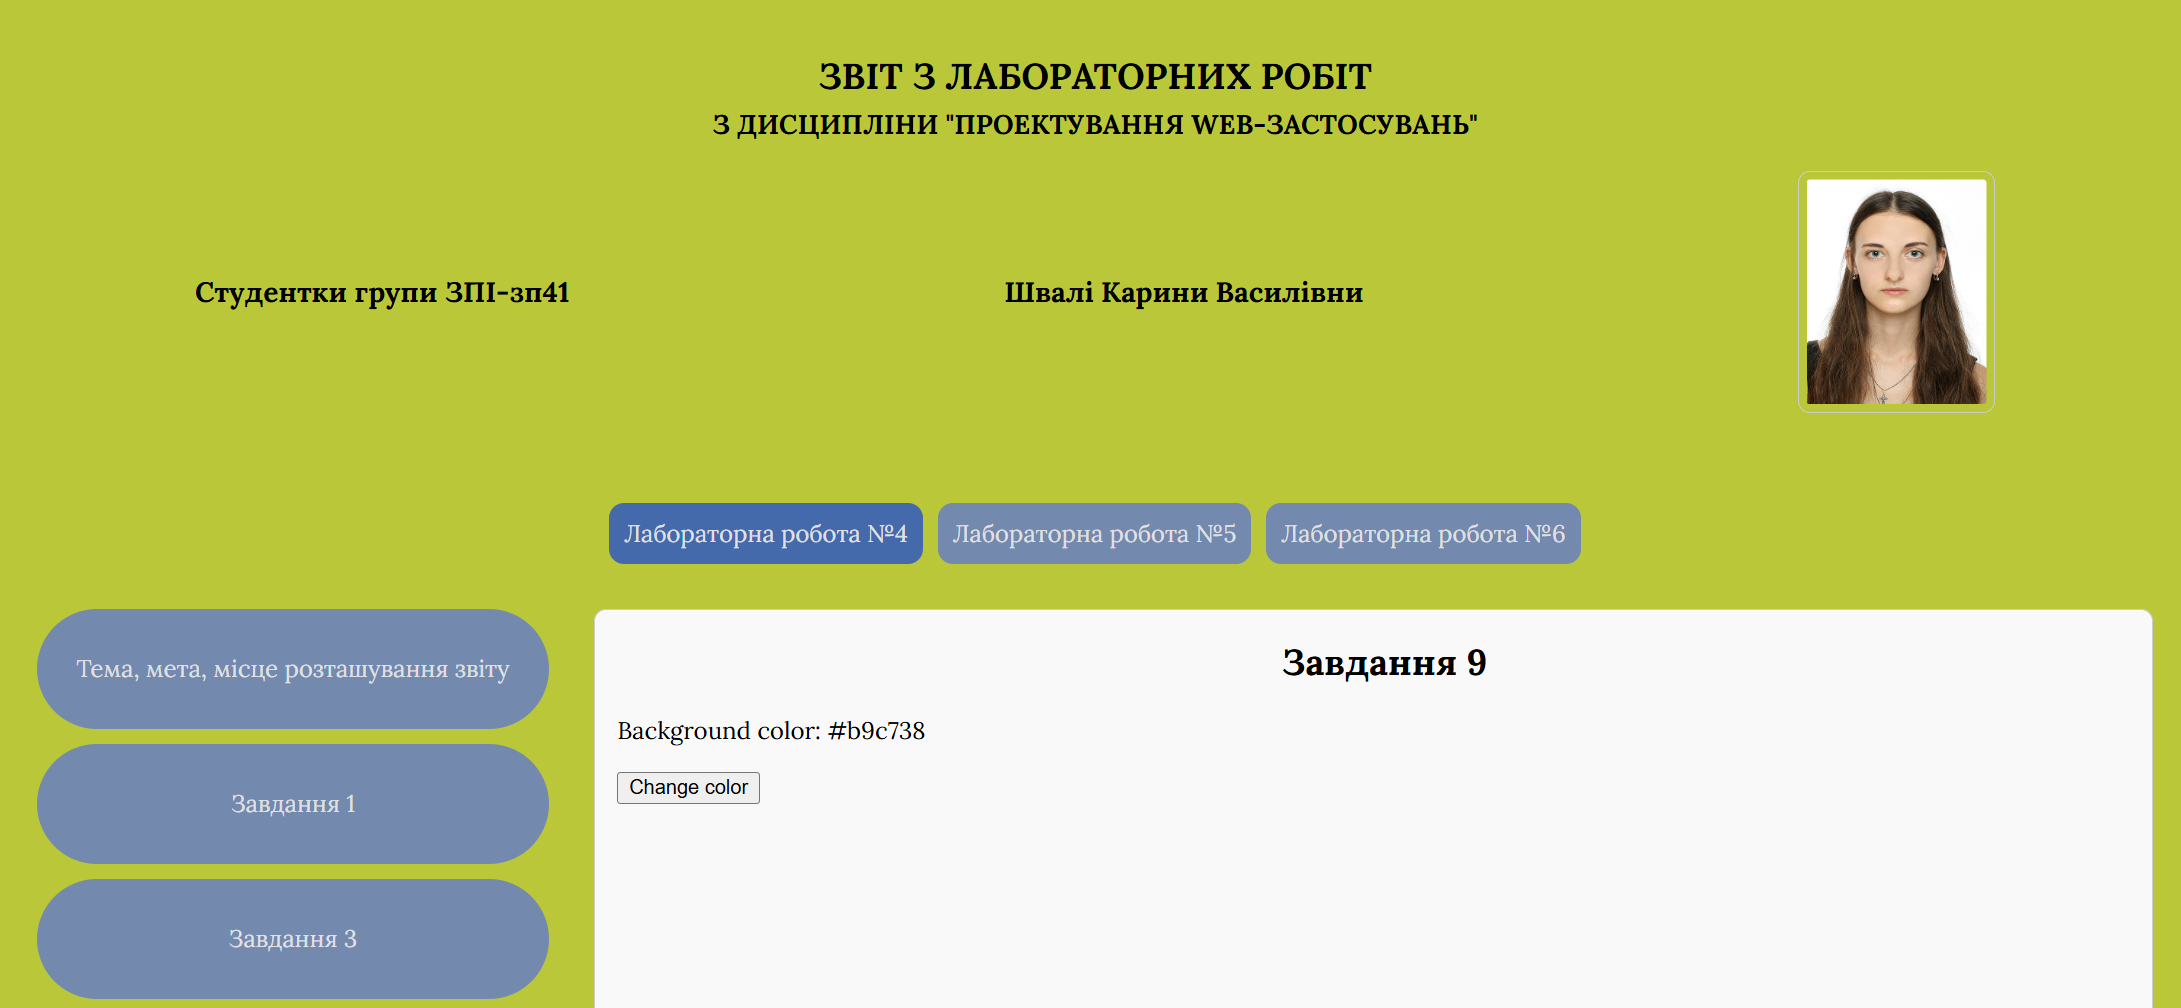 ЗВІТ З ЛАБОРАТОРНИХ РОБІТ
З ДИСЦИПЛІНИ "ПРОЕКТУВАННЯ WEB-ЗАСТОСУВАНЬ"
Студентки групи ЗПІ-зп41
Швалі Карини Василівни
Лабораторна робота №4
Лабораторна робота №5
Лабораторна робота №6
Тема, мета, місце розташування звіту
Завдання 1
Завдання 3
Завдання 9
Background color: #b9c738
Change color